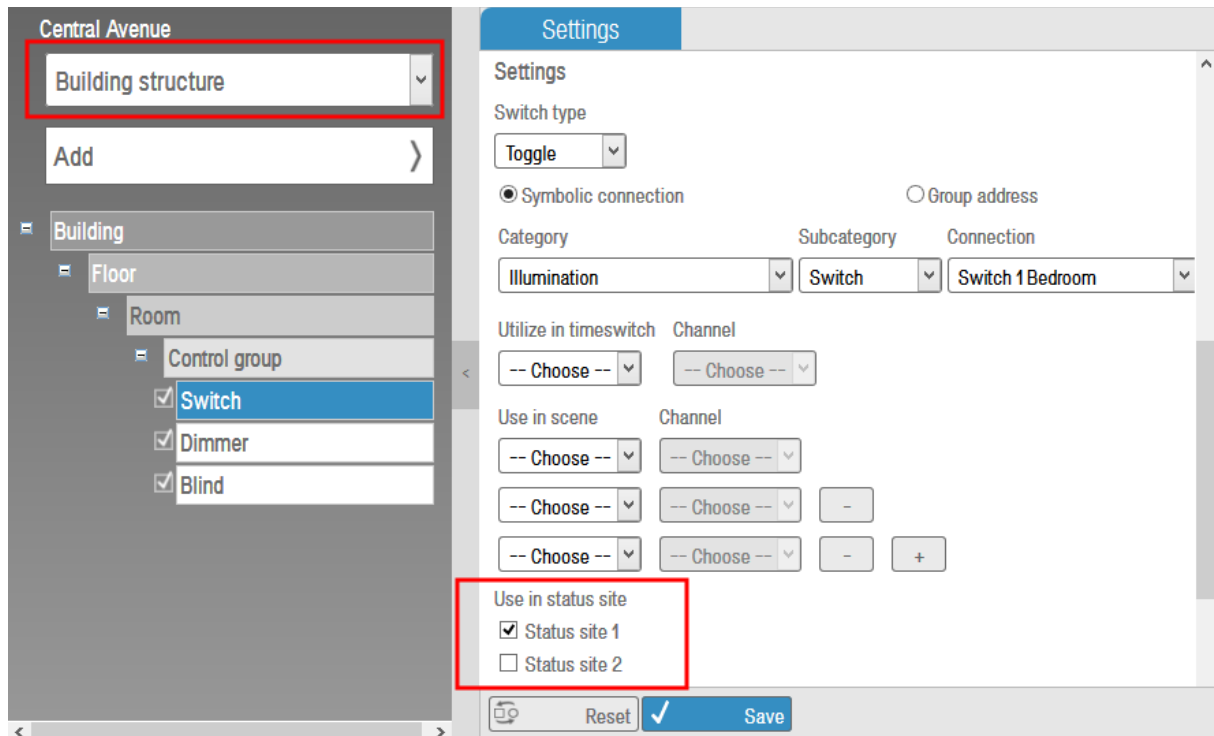 Central Avenue
Building structure
Add
Building
Floor
Room
Control group
Switch
Dimmer
Blind
<
Settings
Settings
Switch type
Toggle
Symbolic connection Group address
Category Subcategory Connection
Illumination Switch Switch 1 Bedroom
Utilize in timeswitch Channel
-- Choose -- -- Choose --
Use in scene Channel
-- Choose -- -- Choose --
-- Choose -- -- Choose -- -
-- Choose -- -- Choose -- - +
Use in status site
Status site 1
Status site 2
Reset Save